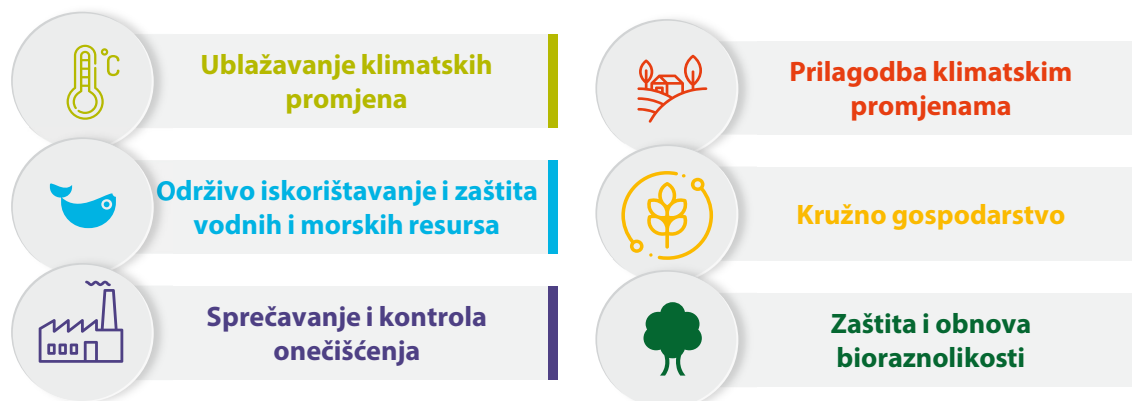 °C
Ublažavanje klimatskih
promjena
Prilagodba klimatskim
promjenama
Održivo iskorištavanje i zaštita
vodnih i morskih resursa
Kružno gospodarstvo
Sprečavanje i kontrola
onečišćenja
Zaštita i obnova
bioraznolikosti